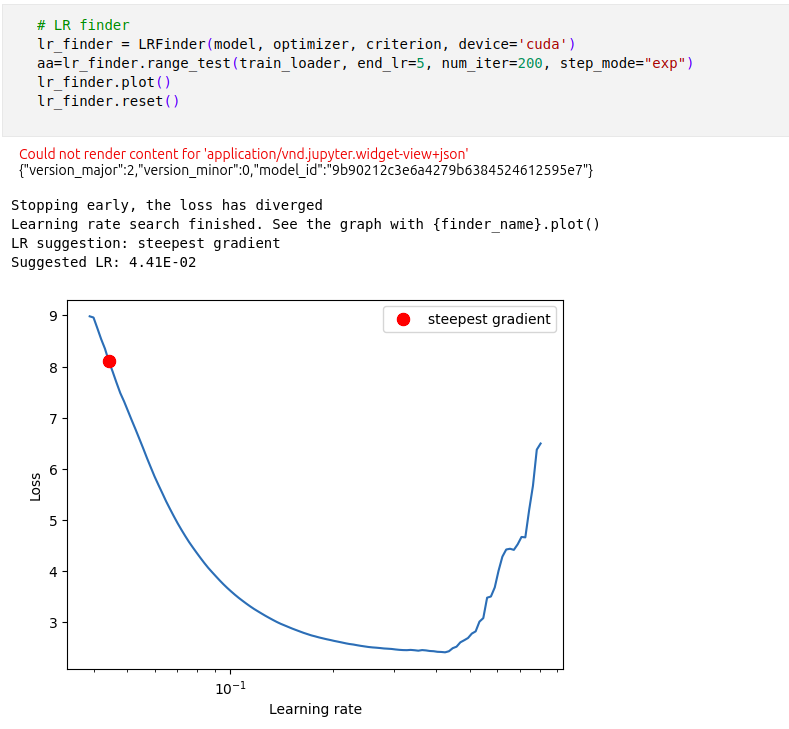 # LR finder
lr_finder = LRFinder(model, optimizer, criterion, device='cuda')
aa=lr_finder.range_test(train_loader, end_lr=5, num_iter=200, step_mode="exp")
lr_finder.plot()
lr_finder.reset()
Could not render content for 'application/vnd.jupyter.widget-view+json'
{"version_major":2,"version_minor":0,"model_id":"9b90212c3e6a4279b6384524612595e7"}
Stopping early, the loss has diverged
Learning rate search finished. See the graph with {finder_name}.plot()
LR suggestion: steepest gradient
Suggested LR: 4.41E-02
steepest gradient
9
8
7
6
5
4
3
Loss
10⁻¹
Learning rate